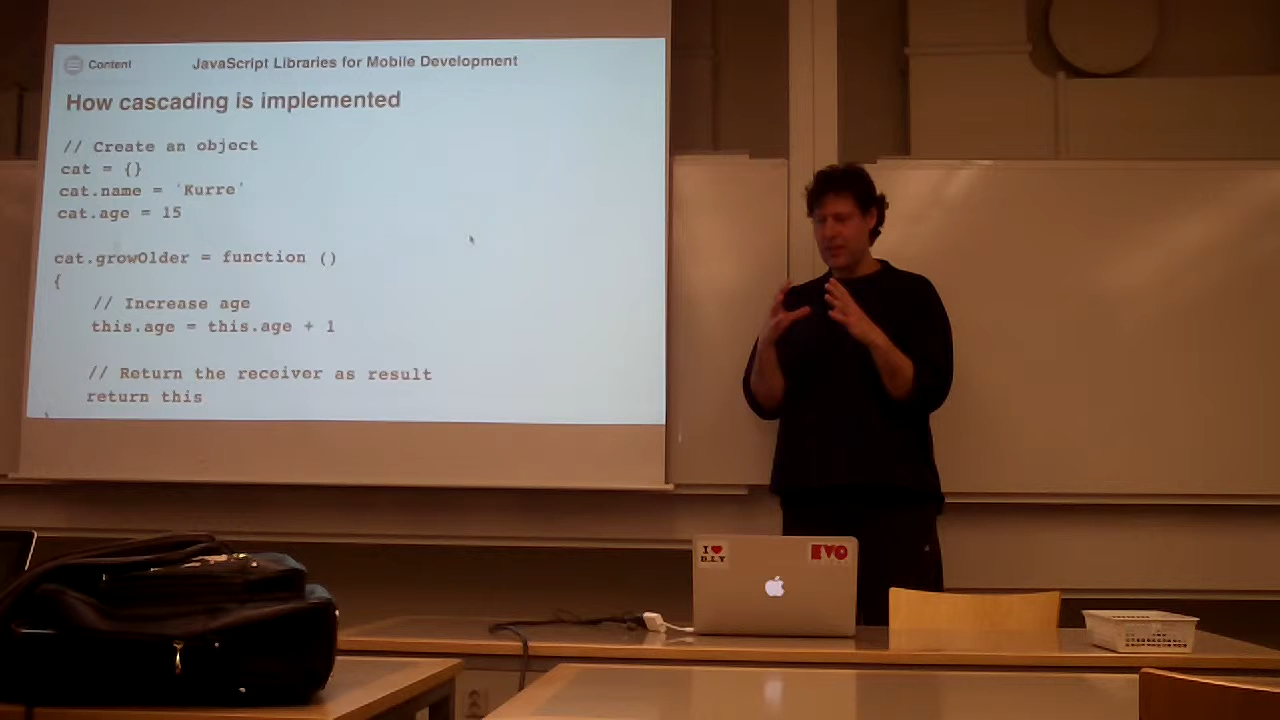 Content
JavaScript Libraries for Mobile Development
How cascading is implemented
// Create an object
cat = {}
cat.name = 'Kurre'
cat.age = 15
cat.growOlder = function ()
{
// Increase age
this.age = this.age + 1
// Return the receiver as result
return this
}
I ♥
D.I.Y
EVO